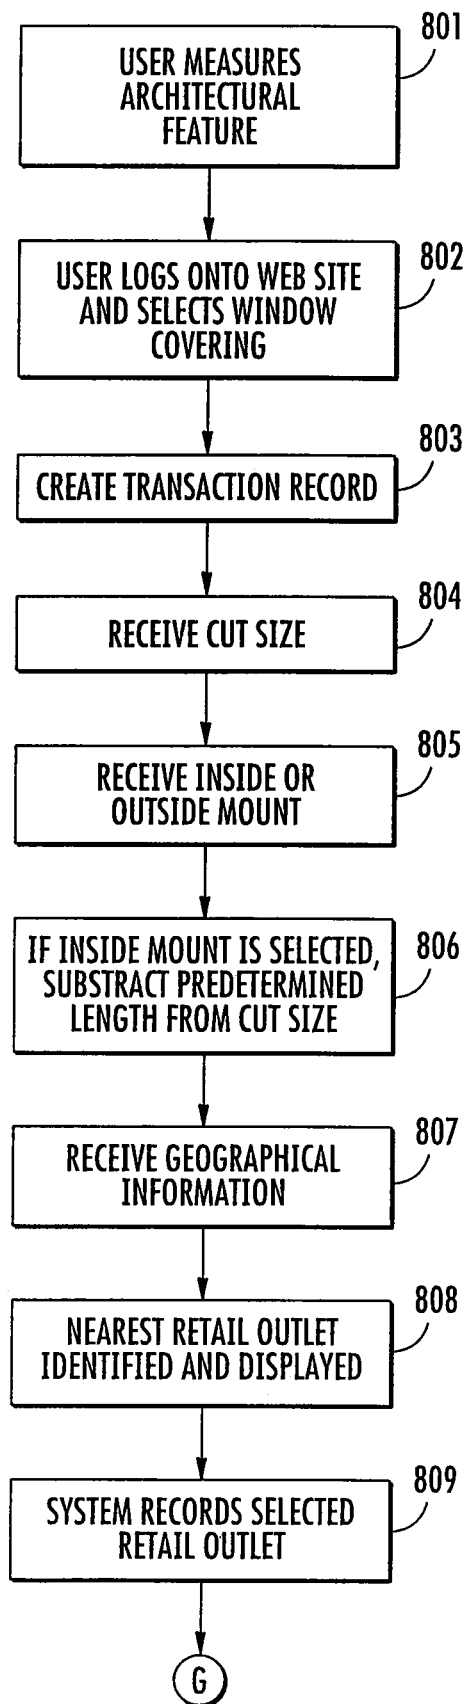 801
USER MEASURES
ARCHITECTURAL
FEATURE
802
USER LOGS ONTO WEB SITE
AND SELECTS WINDOW
COVERING
803
CREATE TRANSACTION RECORD
804
RECEIVE CUT SIZE
805
RECEIVE INSIDE OR
OUTSIDE MOUNT
806
IF INSIDE MOUNT IS SELECTED,
SUBSTRACT PREDETERMINED
LENGTH FROM CUT SIZE
807
RECEIVE GEOGRAPHICAL
INFORMATION
808
NEAREST RETAIL OUTLET
IDENTIFIED AND DISPLAYED
809
SYSTEM RECORDS SELECTED
RETAIL OUTLET
G